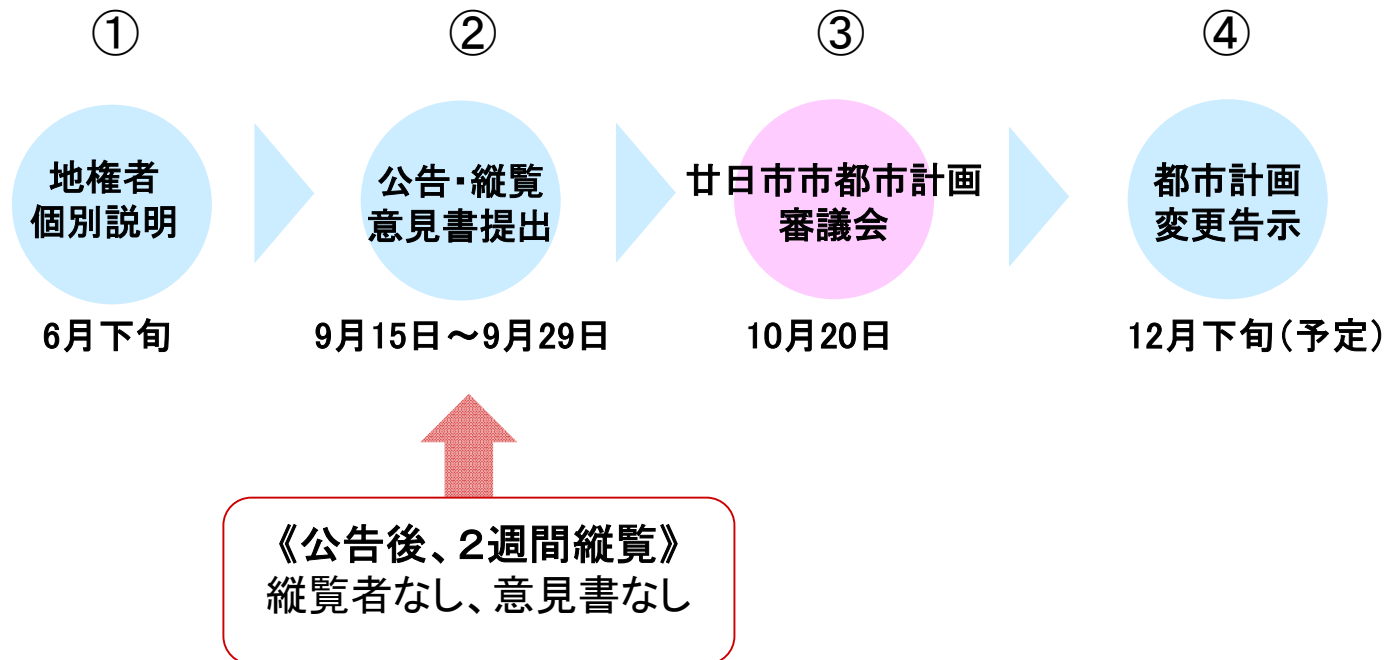 ①
②
③
④
地権者
個別説明
公告・縦覧
意見書提出
廿日市市都市計画
審議会
都市計画
変更告示
6月下旬
9月15日～9月29日
10月20日
12月下旬(予定)
《公告後、２週間縦覧》
縦覧者なし、意見書なし